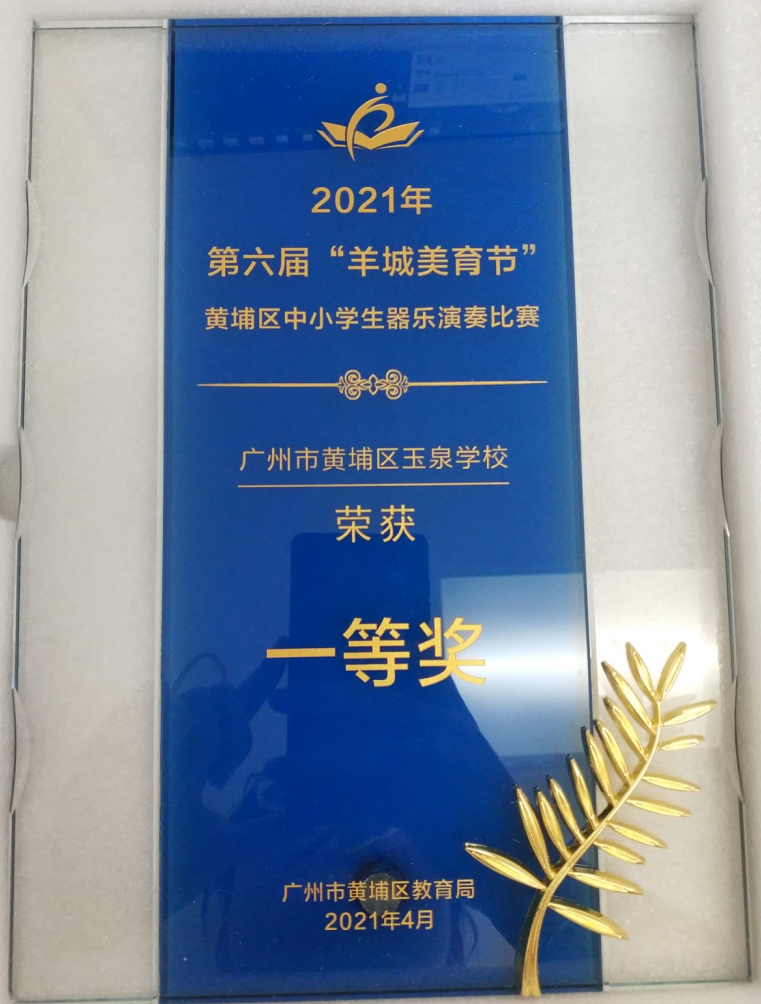 2021年
第六届“羊城美育节”
黄埔区中小学生器乐演奏比赛
广州市黄埔区玉泉学校
荣获
一等奖
广州市黄埔区教育局
2021年4月